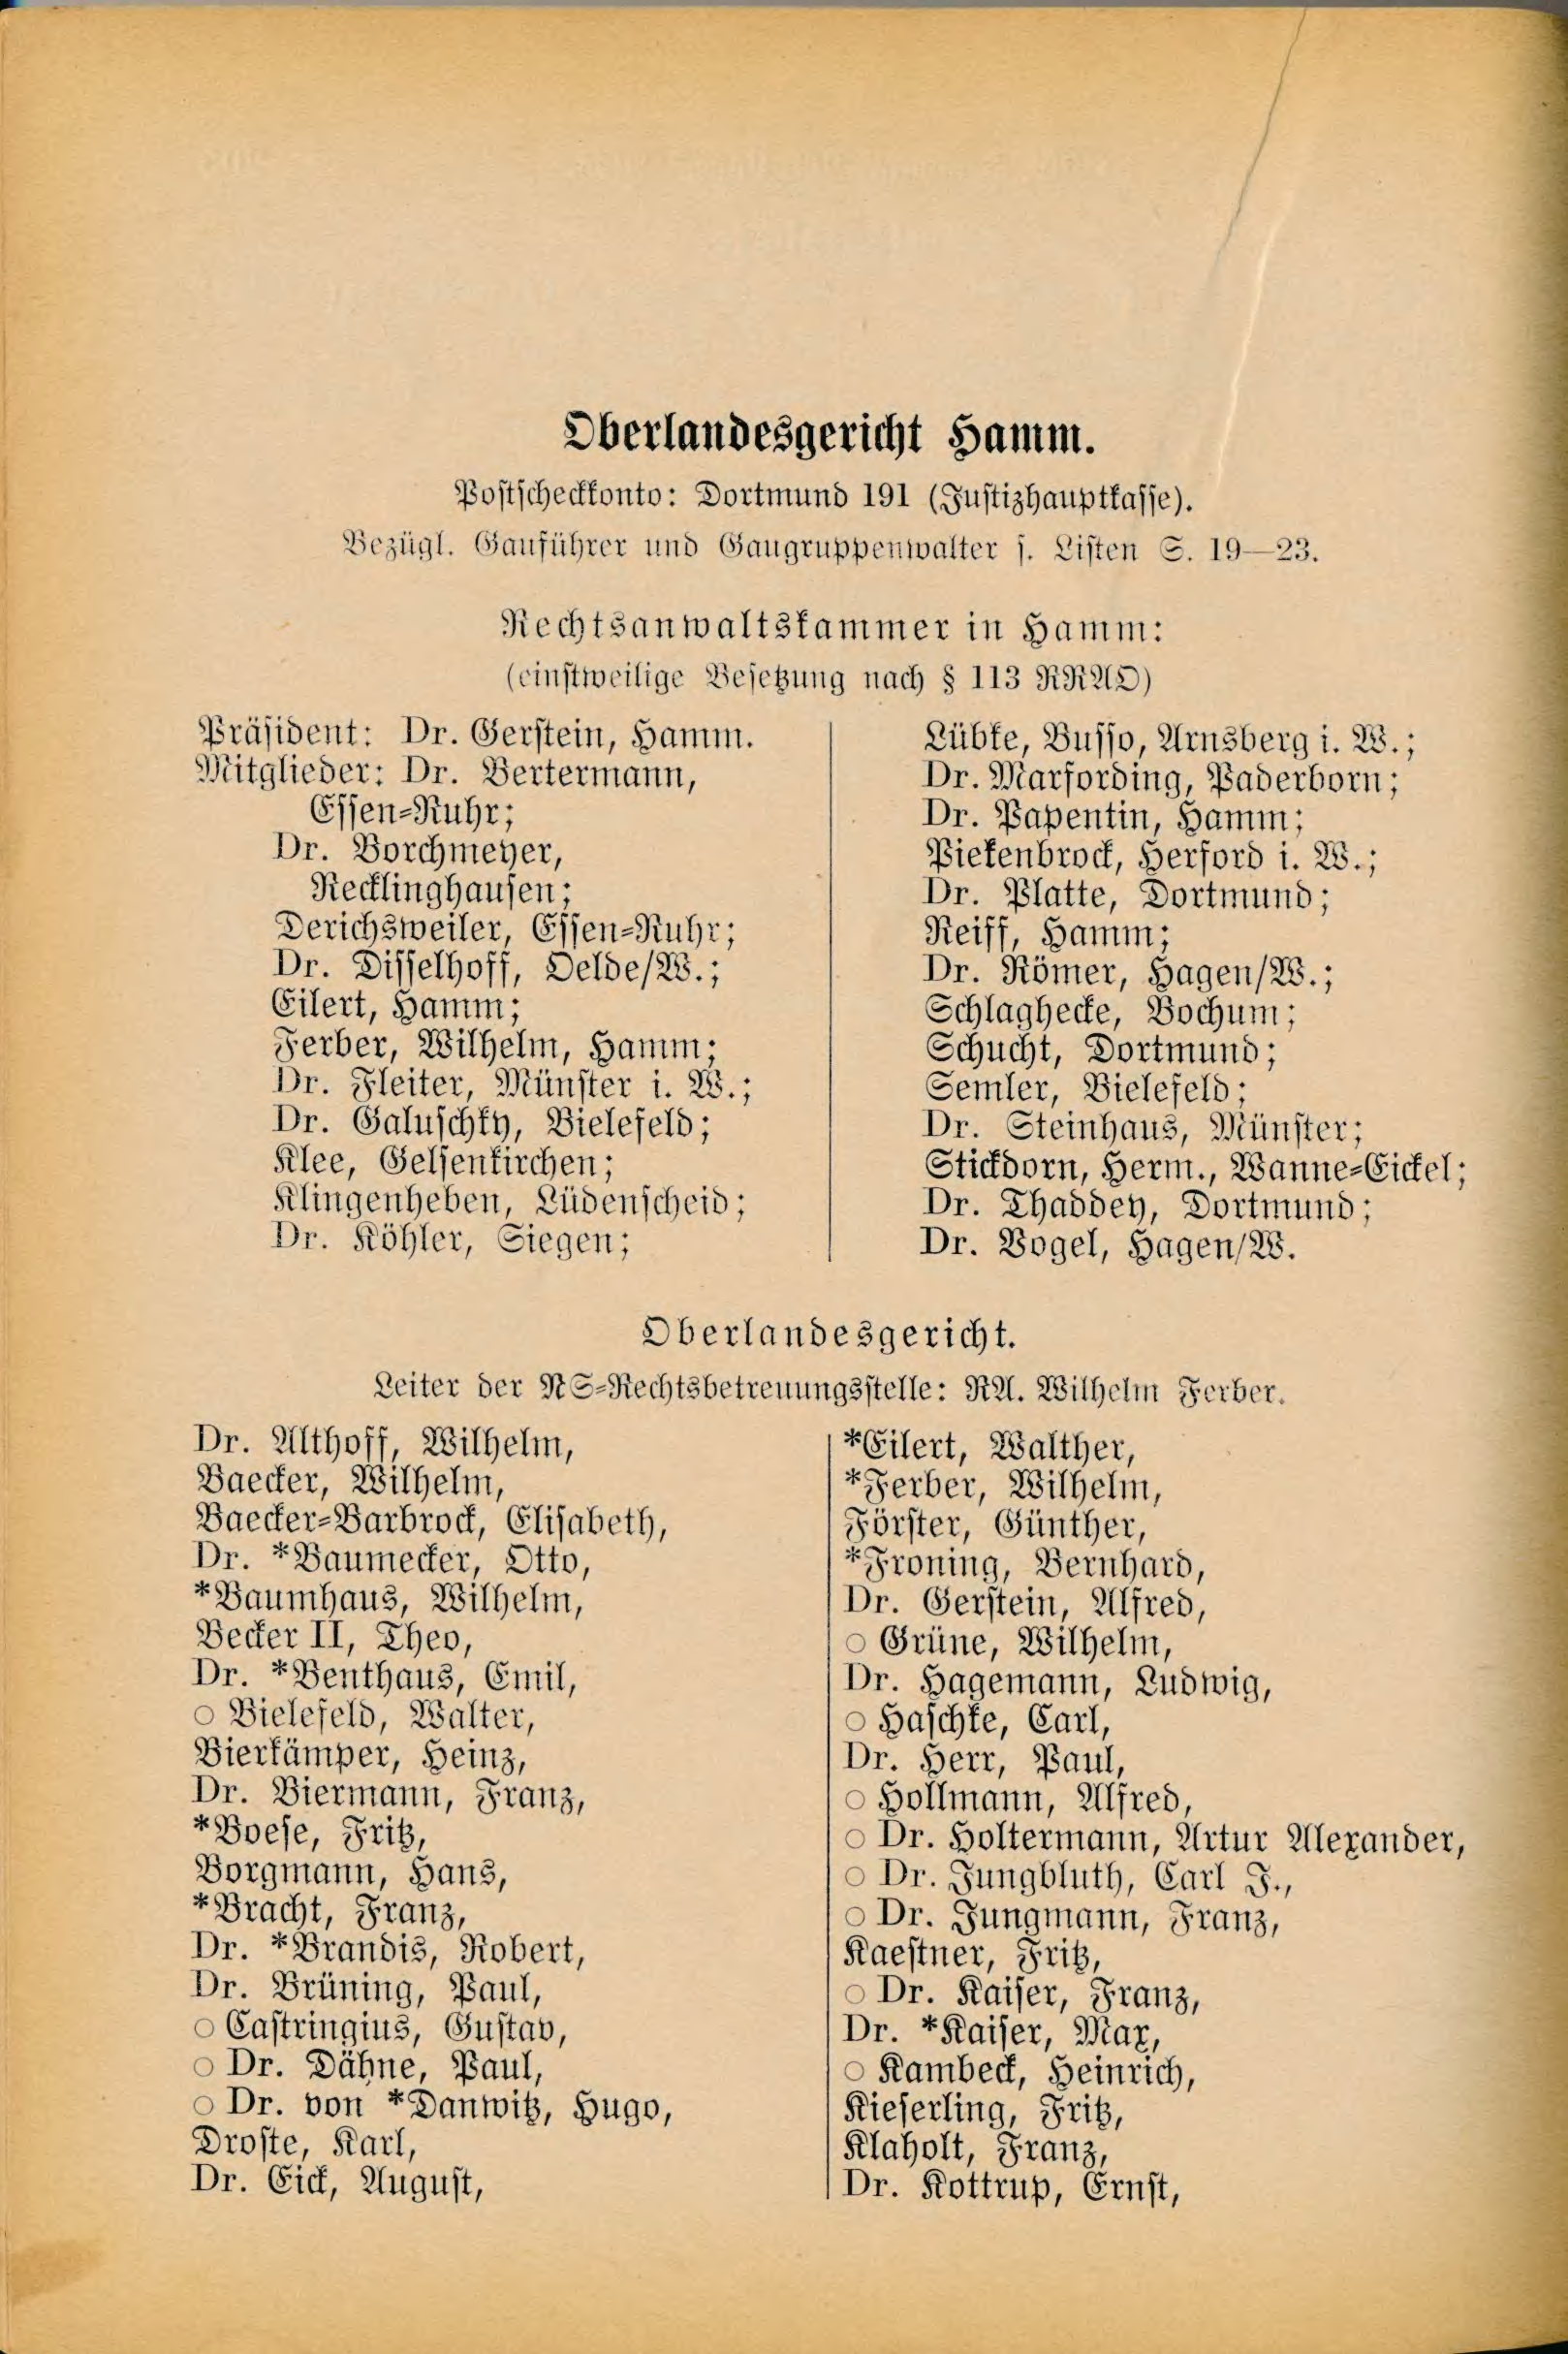 Oberlandesgericht Hamm.
Postscheckkonto: Dortmund 191 (Justizhauptkasse).
Bezügl. Gauführer und Gaugruppenwalter s. Listen S. 19—23.
Rechtsanwaltskammer in Hamm:
(einstweilige Besetzung nach § 113 RRAO)
Präsident: Dr. Gerstein, Hamm.
Mitglieder: Dr. Bertermann,
Essen-Ruhr;
Dr. Borchmeyer,
Recklinghausen;
Derichsweiler, Essen-Ruhr;
Dr. Disselhoff, Oelde/W.;
Eilert, Hamm;
Ferber, Wilhelm, Hamm;
Dr. Fleiter, Münster i. W.;
Dr. Galuschky, Bielefeld;
Klee, Gelsenkirchen;
Klingenheben, Lüdenscheid;
Dr. Köhler, Siegen;
Lübke, Busso, Arnsberg i. W.;
Dr. Marfording, Paderborn;
Dr. Papentin, Hamm;
Piekenbrock, Herford i. W.;
Dr. Platte, Dortmund;
Reiff, Hamm;
Dr. Römer, Hagen/W.;
Schlaghecke, Bochum;
Schucht, Dortmund;
Semler, Bielefeld;
Dr. Steinhaus, Münster;
Stickdorn, Herm., Wanne-Eickel;
Dr. Thaddey, Dortmund;
Dr. Vogel, Hagen/W.
Oberlandesgericht.
Leiter der NS-Rechtsbetreuungsstelle: RA. Wilhelm Ferber.
Dr. Althoff, Wilhelm,
Baecker, Wilhelm,
Baecker-Barbrock, Elisabeth,
Dr. *Baumecker, Otto,
*Baumhaus, Wilhelm,
Becker II, Theo,
Dr. *Benthaus, Emil,
○ Bielefeld, Walter,
Bierkämper, Heinz,
Dr. Biermann, Franz,
*Boese, Fritz,
Borgmann, Hans,
*Bracht, Franz,
Dr. *Brandis, Robert,
Dr. Brüning, Paul,
○ Castringius, Gustav,
○ Dr. Dähne, Paul,
○ Dr. von *Danwitz, Hugo,
Droste, Karl,
Dr. Eick, August,
*Eilert, Walther,
*Ferber, Wilhelm,
Förster, Günther,
*Froning, Bernhard,
Dr. Gerstein, Alfred,
○ Grüne, Wilhelm,
Dr. Hagemann, Ludwig,
○ Haschke, Carl,
Dr. Herr, Paul,
○ Hollmann, Alfred,
○ Dr. Holtermann, Artur Alexander,
○ Dr. Jungbluth, Carl J.,
○ Dr. Jungmann, Franz,
Kaestner, Fritz,
○ Dr. Kaiser, Franz,
Dr. *Kaiser, Max,
○ Kambeck, Heinrich,
Kieserling, Fritz,
Klaholt, Franz,
Dr. Kottrup, Ernst,